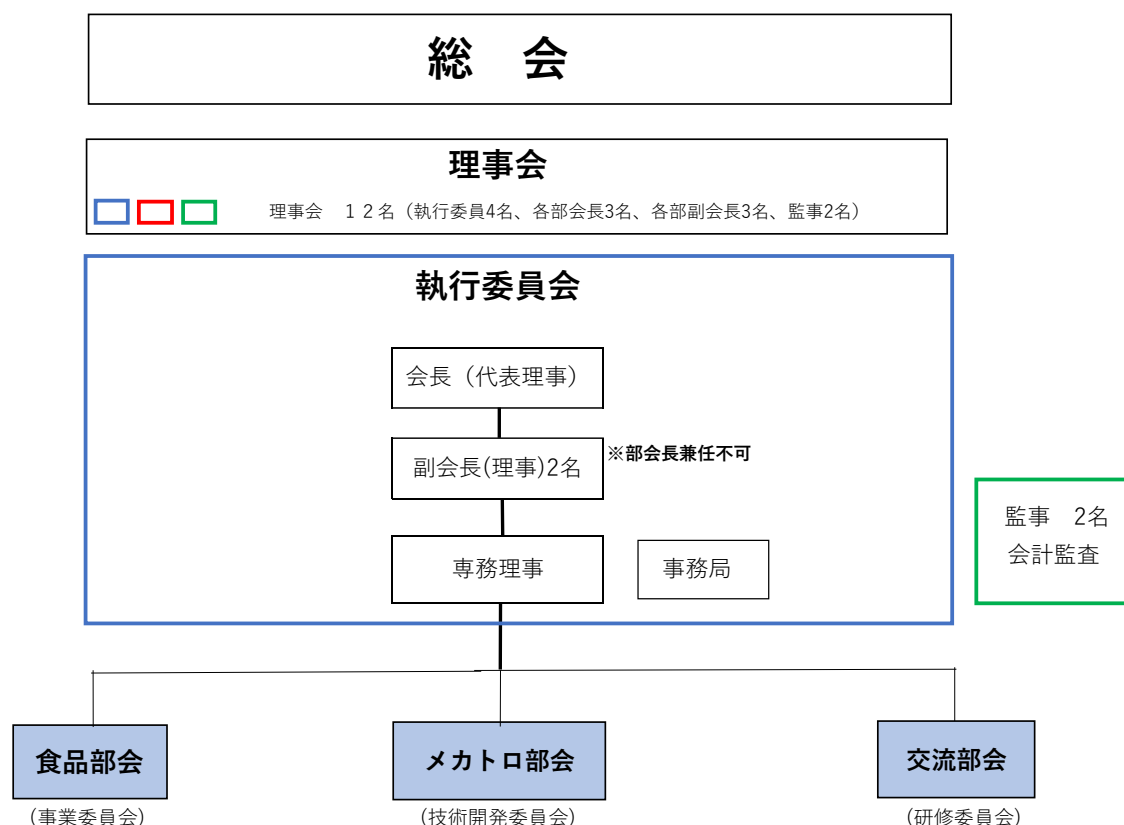 総　会
理事会
理事会　１２名（執行委員4名、各部会長3名、各部副会長3名、監事2名）
執行委員会
会長（代表理事）
副会長(理事)2名
※部会長兼任不可
専務理事
事務局
監事　2名
会計監査
食品部会
メカトロ部会
交流部会
(事業委員会)
(技術開発委員会)
(研修委員会)